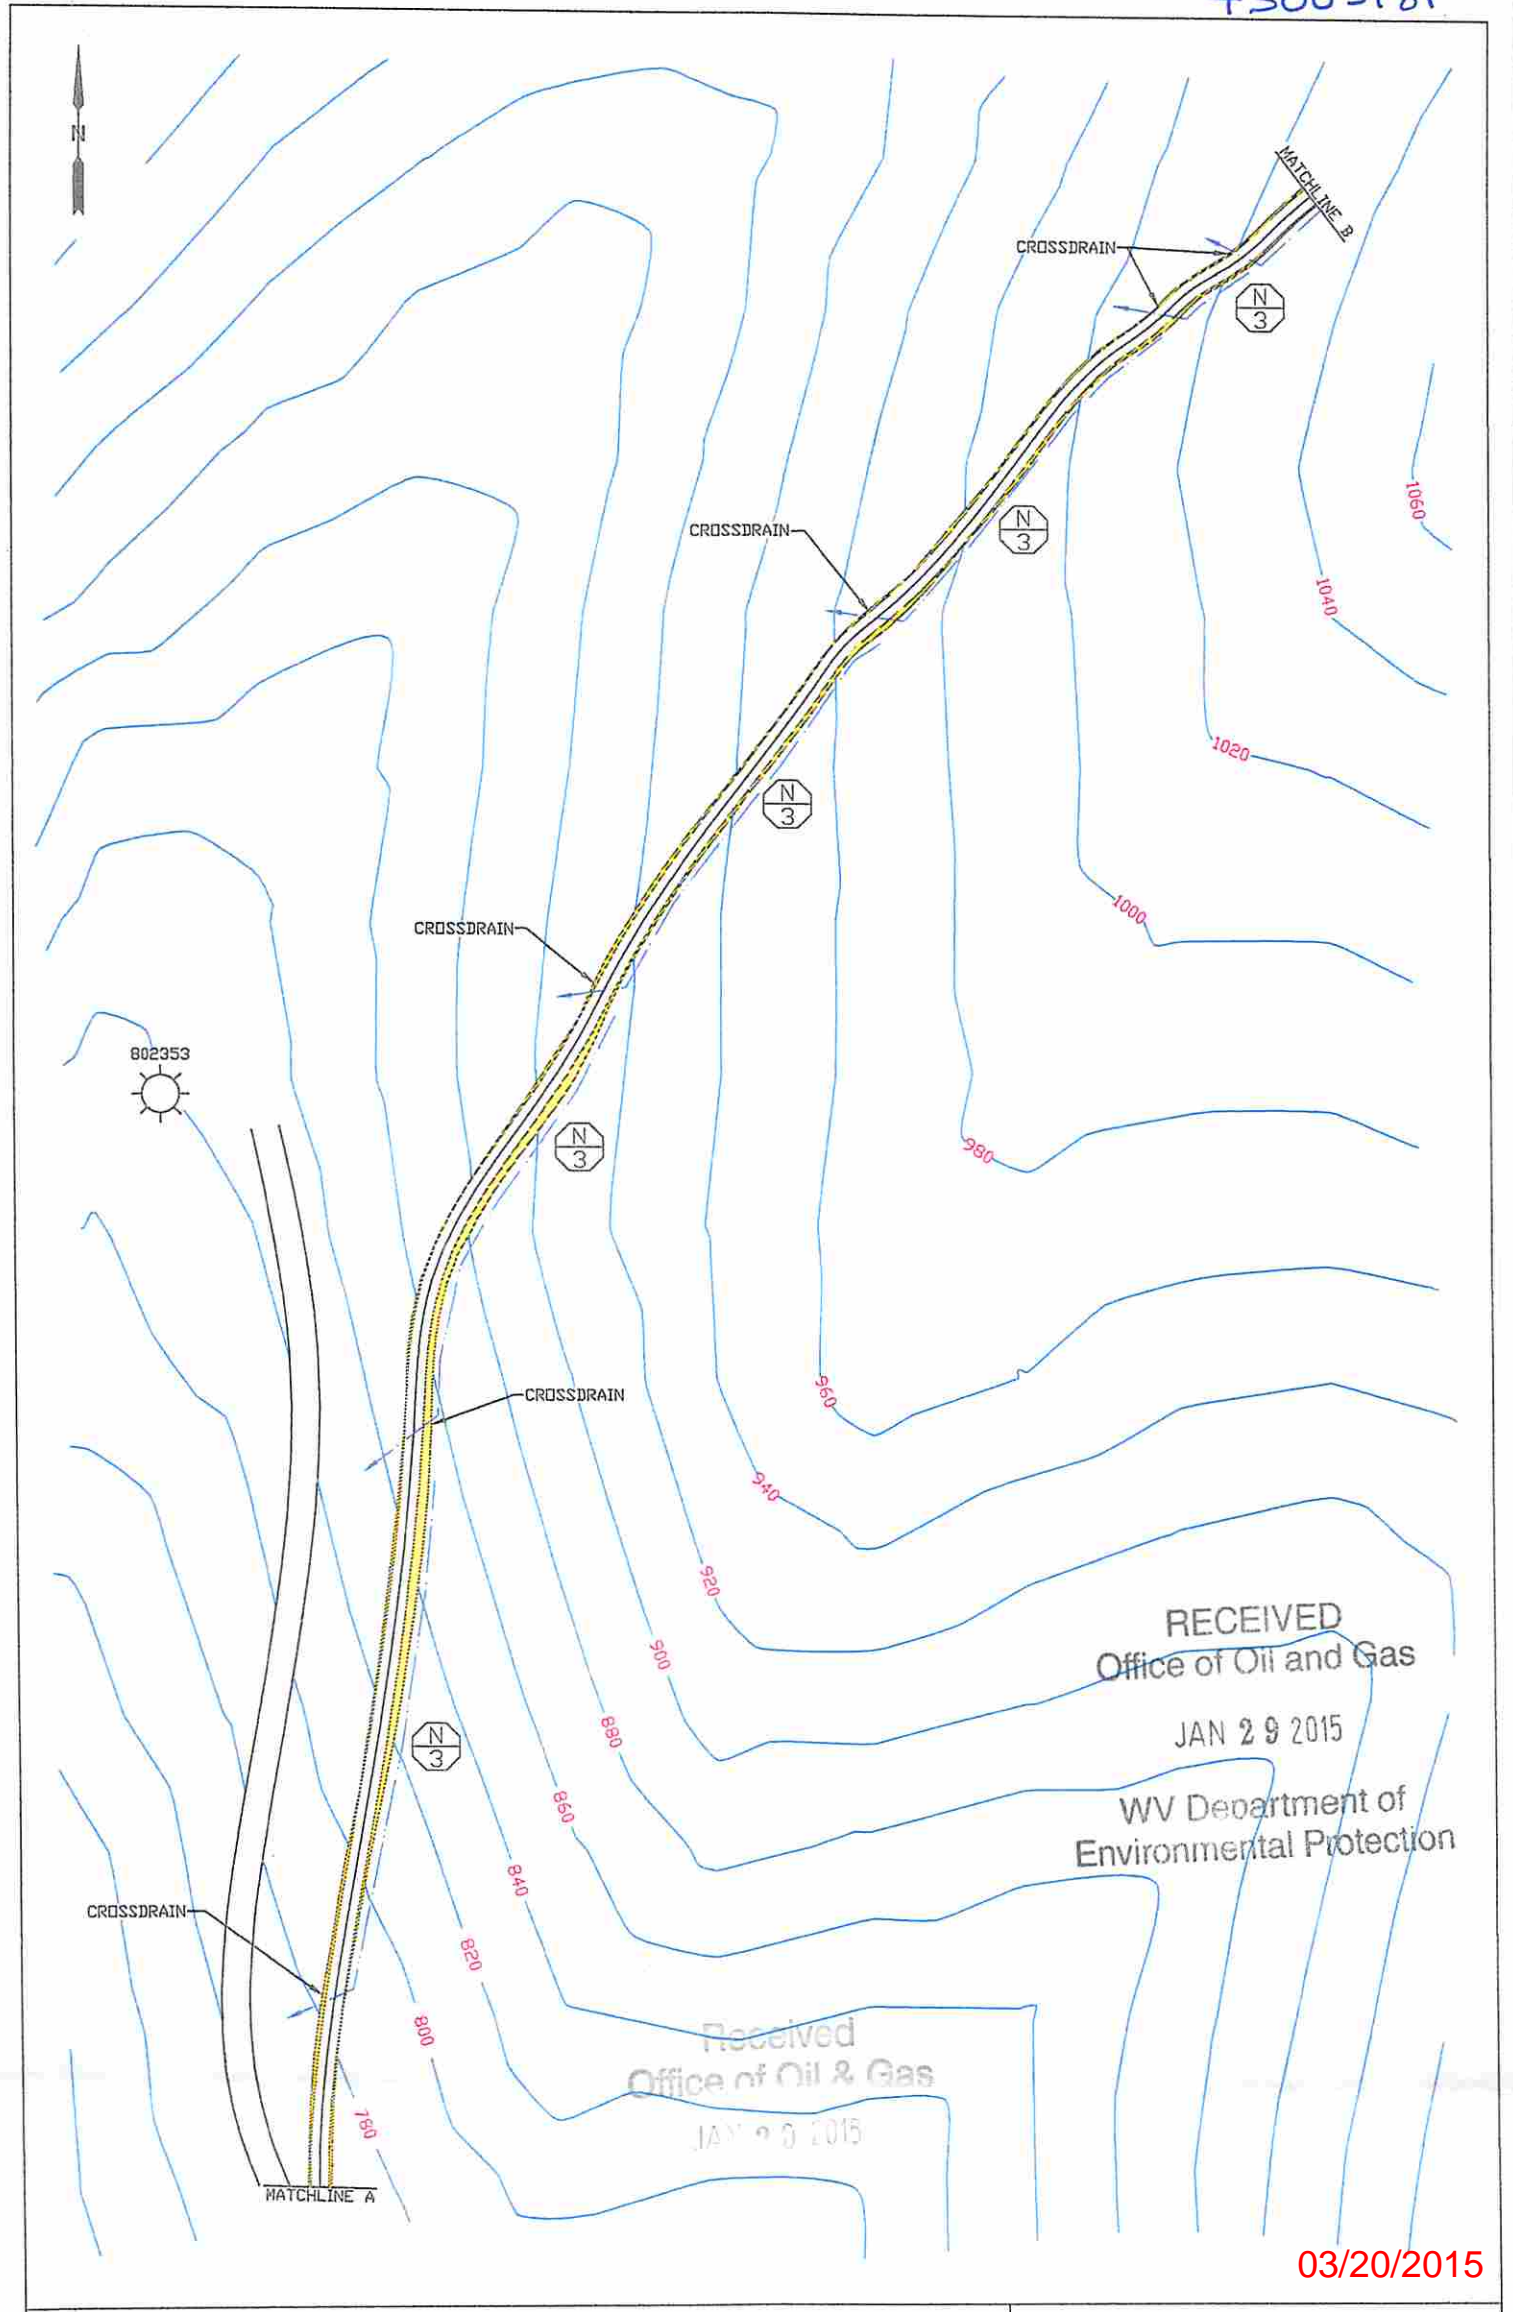 N
MATCHLINE B
CROSSDRAIN
N
3
1060
CROSSDRAIN
N
3
1040
1020
N
3
1000
CROSSDRAIN
802353
N
3
980
960
CROSSDRAIN
940
920
RECEIVED
Office of Oil and Gas
900
JAN 29 2015
880
N
3
WV Department of
Environmental Protection
860
840
CROSSDRAIN
820
800
Received
Office of Oil & Gas
780
MATCHLINE A
03/20/2015